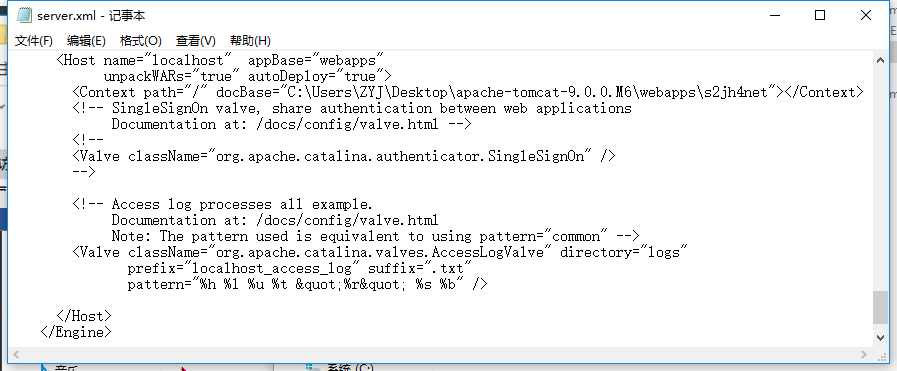 server.xml - 记事本
文件(F) 编辑(E) 格式(O) 查看(V) 帮助(H)
<Host name="localhost"  appBase="webapps"
unpackWARs="true" autoDeploy="true">
<Context path="/" docBase="C:\Users\ZYJ\Desktop\apache-tomcat-9.0.0.M6\webapps\s2jh4net"></Context>
<!-- SingleSignOn valve, share authentication between web applications
Documentation at: /docs/config/valve.html -->
<!--
<Valve className="org.apache.catalina.authenticator.SingleSignOn" />
-->
<!-- Access log processes all example.
Documentation at: /docs/config/valve.html
Note: The pattern used is equivalent to using pattern="common" -->
<Valve className="org.apache.catalina.valves.AccessLogValve" directory="logs"
prefix="localhost_access_log" suffix=".txt"
pattern="%h %l %u %t &quot;%r&quot; %s %b" />
</Host>
</Engine>
音乐
系统 (C:)